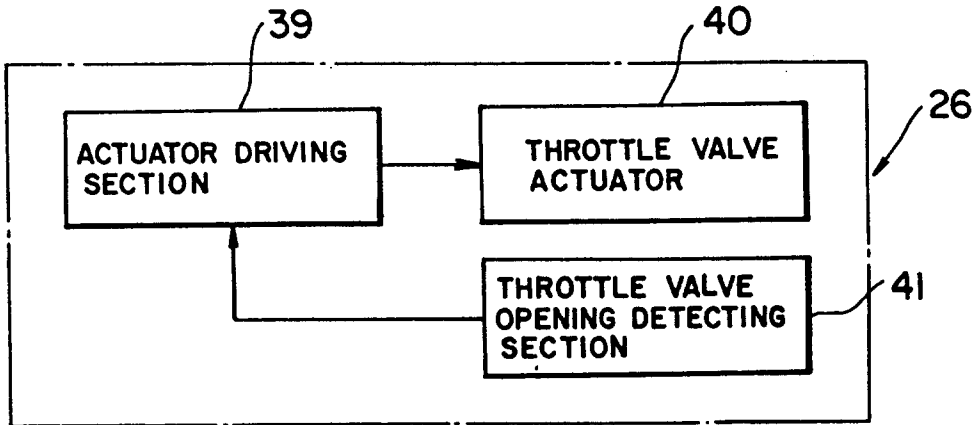 39
40
26
ACTUATOR DRIVING
SECTION
THROTTLE VALVE
ACTUATOR
THROTTLE VALVE
OPENING DETECTING
SECTION
41